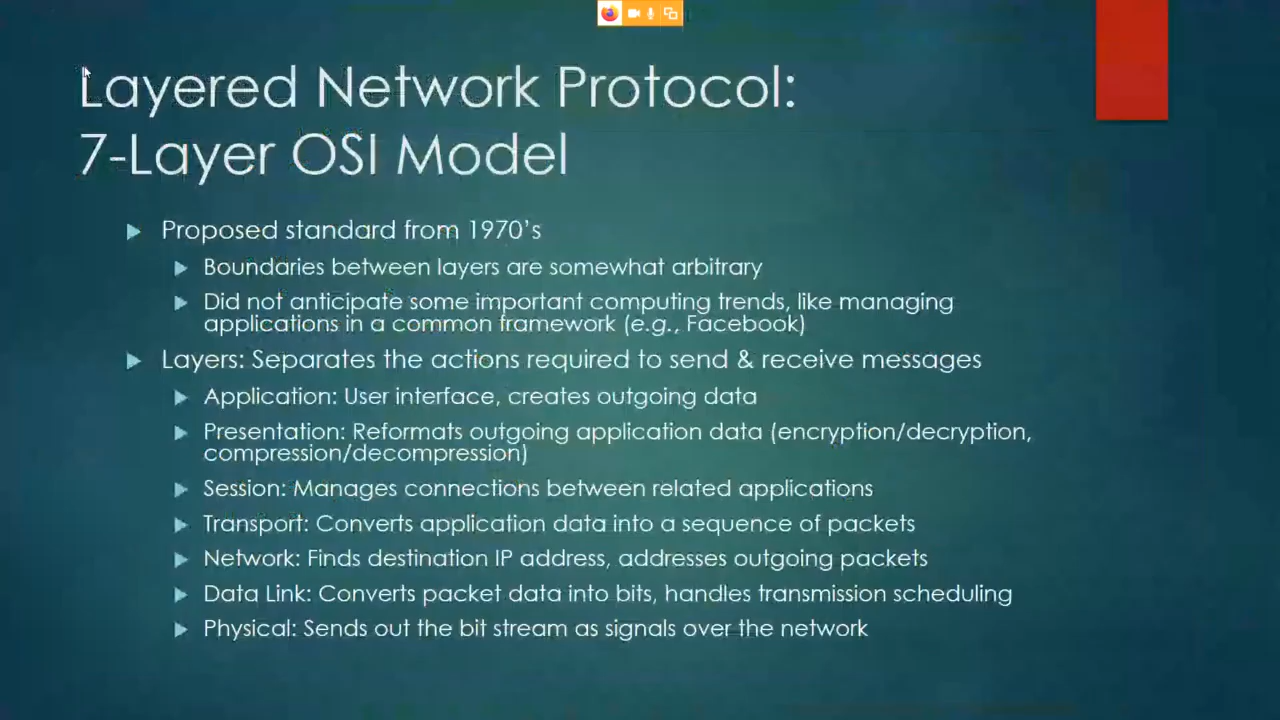 Layered Network Protocol:
7-Layer OSI Model
Proposed standard from 1970's
Boundaries between layers are somewhat arbitrary
Did not anticipate some important computing trends, like managing
applications in a common framework (e.g., Facebook)
Layers: Separates the actions required to send & receive messages
Application: User interface, creates outgoing data
Presentation: Reformats outgoing application data (encryption/decryption,
compression/decompression)
Session: Manages connections between related applications
Transport: Converts application data into a sequence of packets
Network: Finds destination IP address, addresses outgoing packets
Data Link: Converts packet data into bits, handles transmission scheduling
Physical: Sends out the bit stream as signals over the network